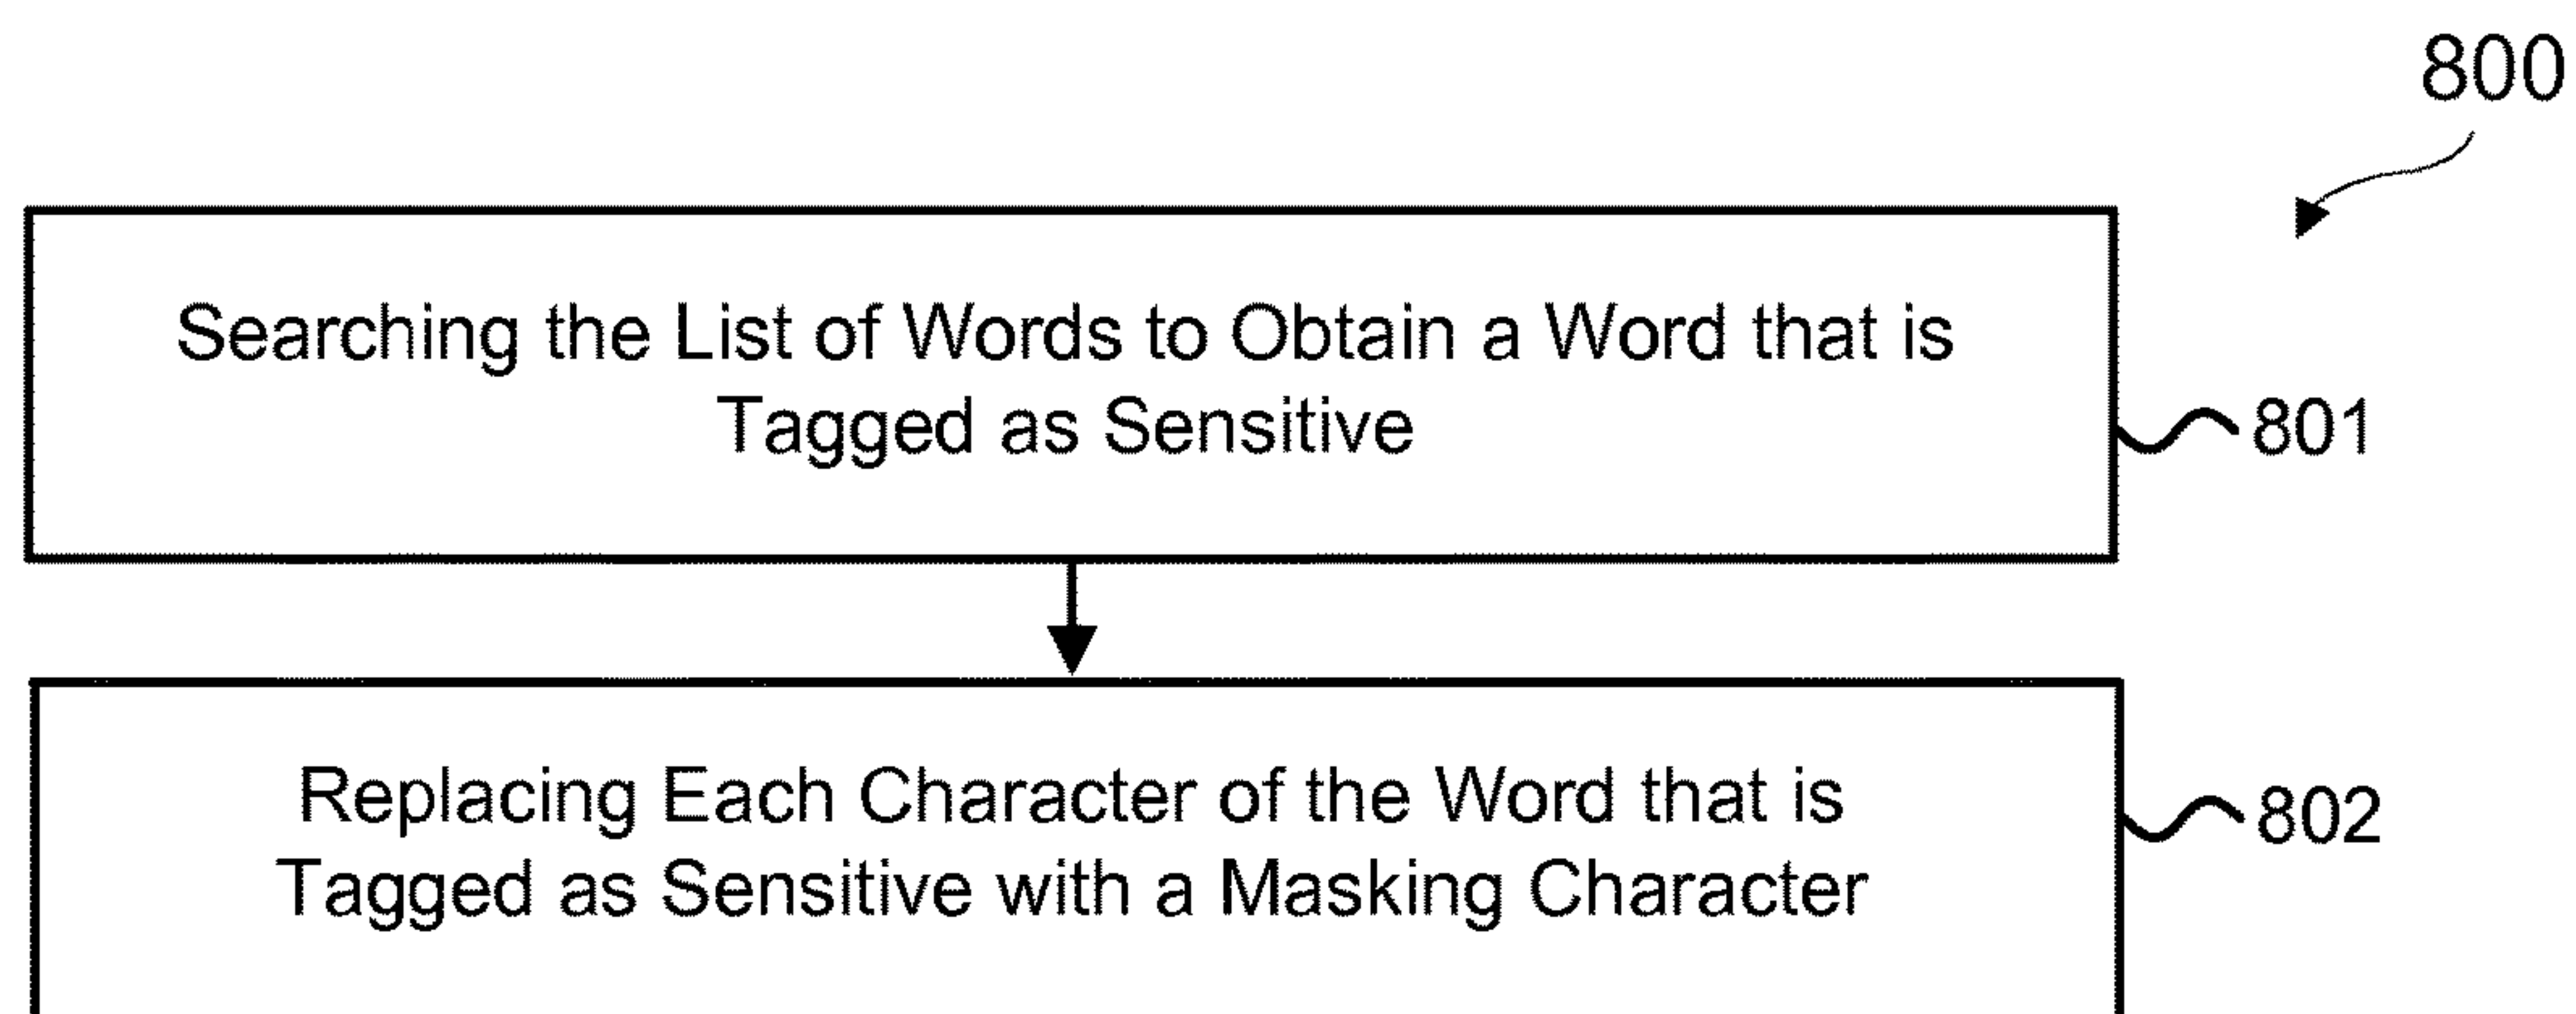 800
Searching the List of Words to Obtain a Word that is
Tagged as Sensitive
801
Replacing Each Character of the Word that is
Tagged as Sensitive with a Masking Character
802